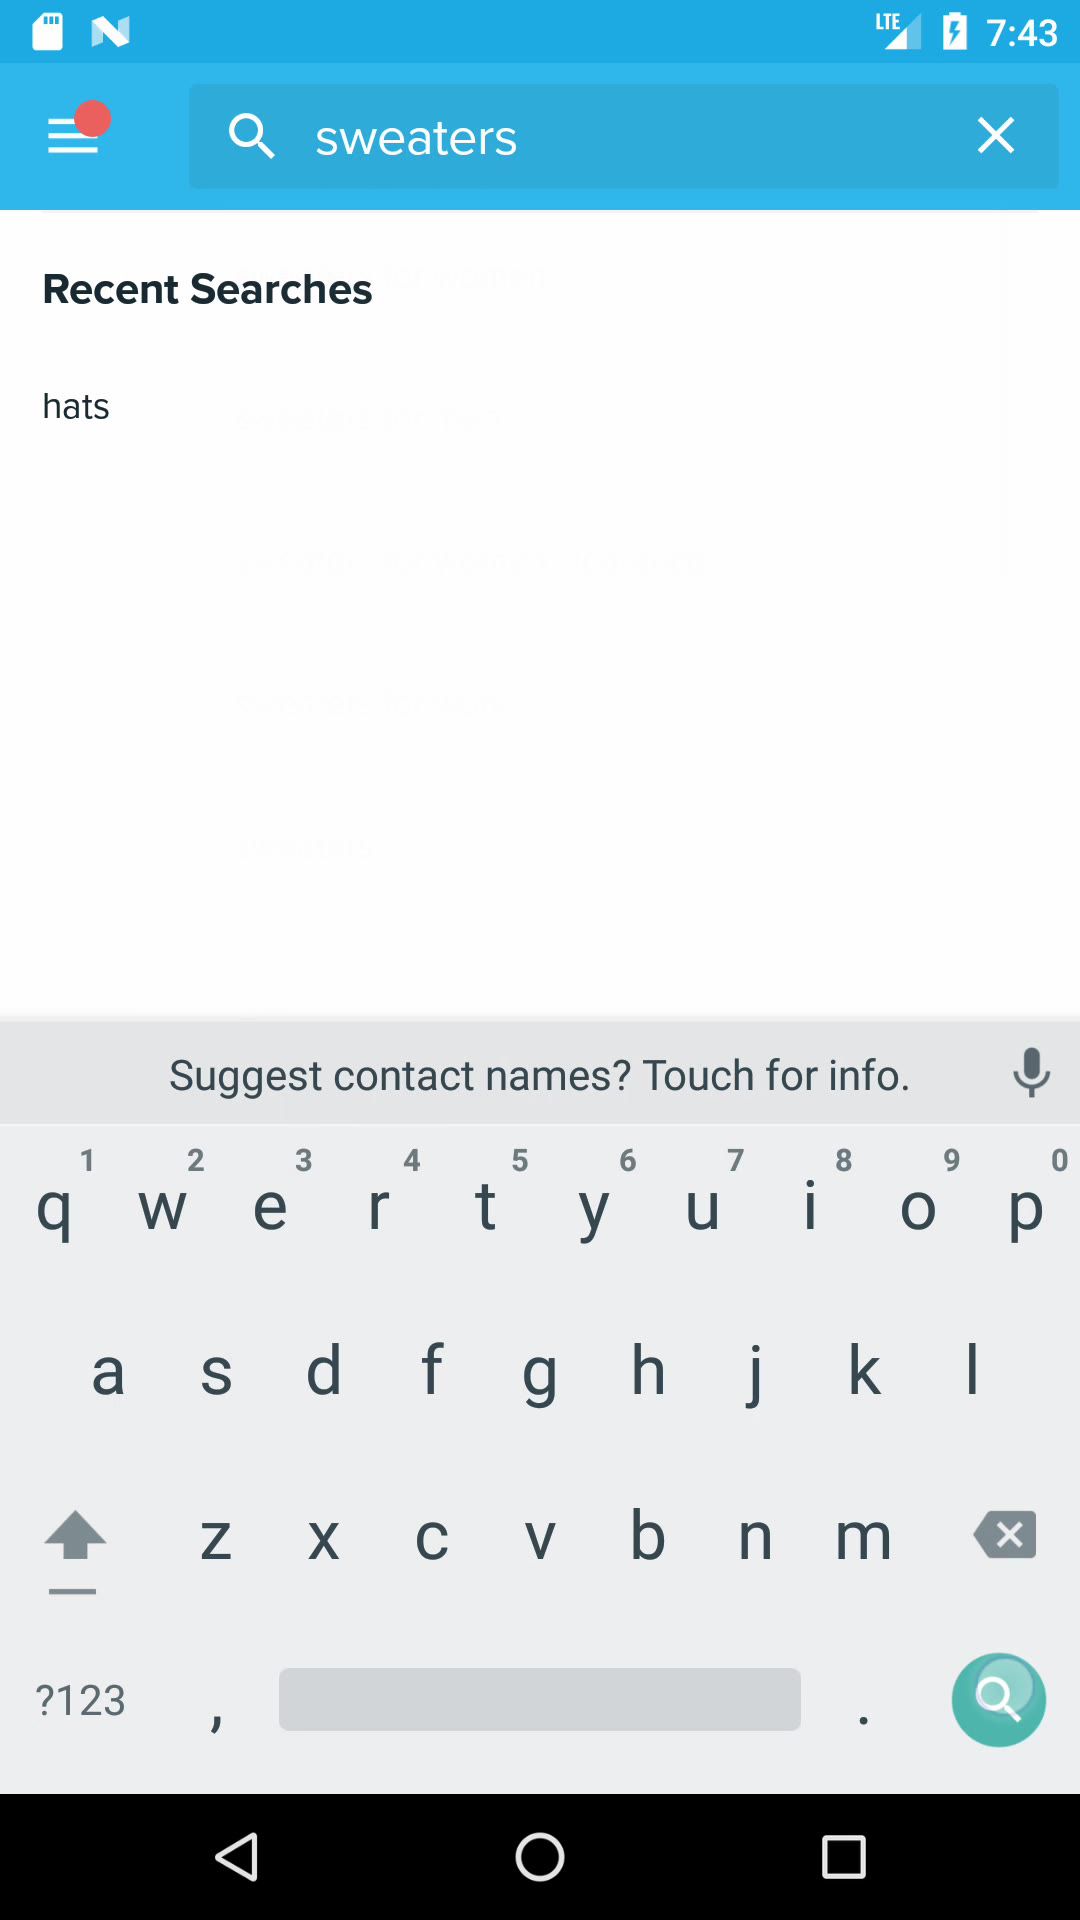 LTE 7:43
sweaters
Recent Searches
hats
Suggest contact names? Touch for info.
1 2 3 4 5 6 7 8 9 0
q w e r t y u i o p
a s d f g h j k l
z x c v b n m
?123 , .